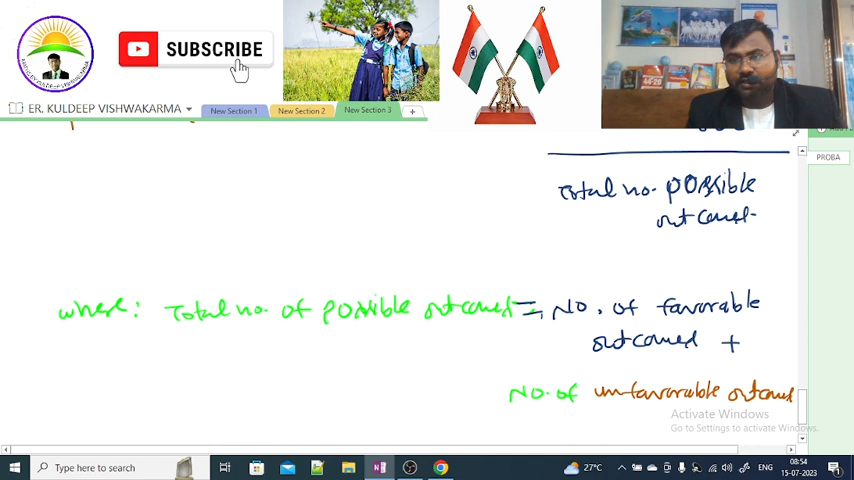 SUBSCRIBE
ER. KULDEEP VISHWAKARMA
New Section 1
New Section 2
New Section 3
PROBA
Total no. possible
outcomes
where: Total no. of possible outcomes = No. of favorable
outcomes +
No. of unfavorable outcomes
Activate Windows
Go to Settings to activate Windows.
Type here to search
27°C
ENG
08:54
15-07-2023